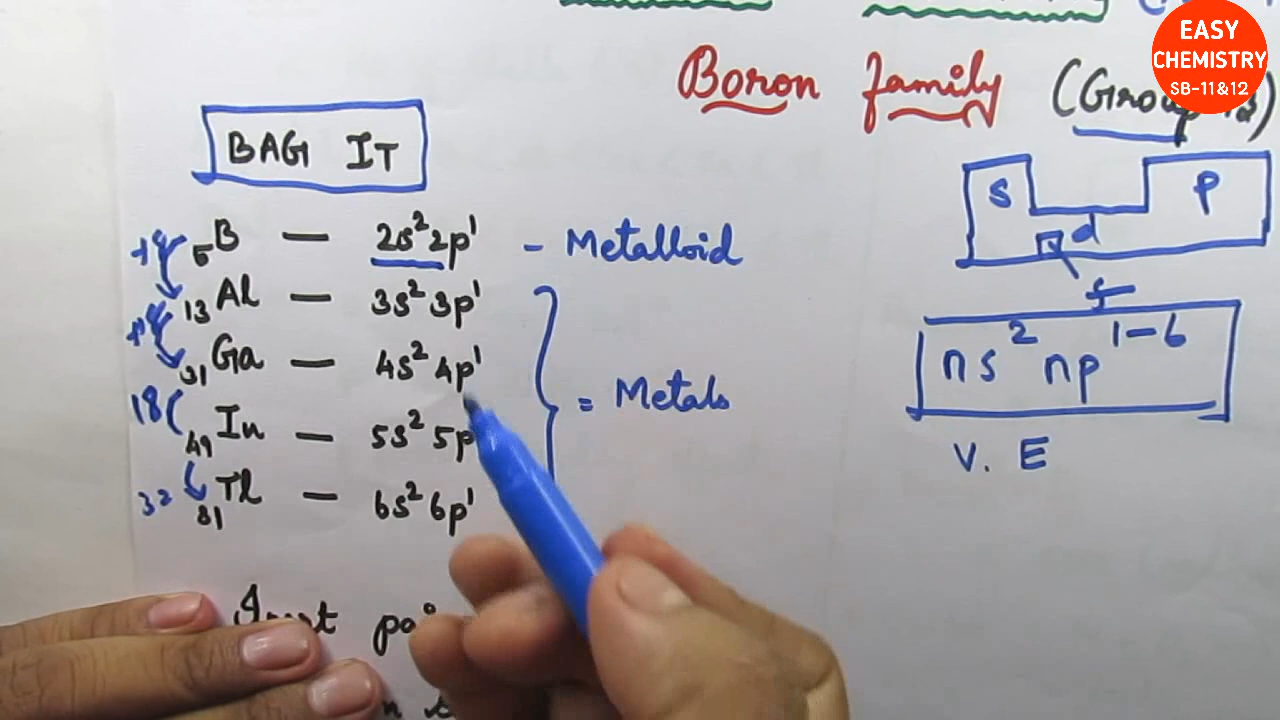 EASY
CHEMISTRY
SB-11&12
Boron family (Group 13)
BAG IT
₅B — 2s² 2p¹ - Metalloid
₁₃Al — 3s² 3p¹
₃₁Ga — 4s² 4p¹
= Metals
18
₄₉In — 5s² 5p
32
₈₁Tl — 6s² 6p¹
S
P
d
f
ns² np¹⁻⁶
V. E